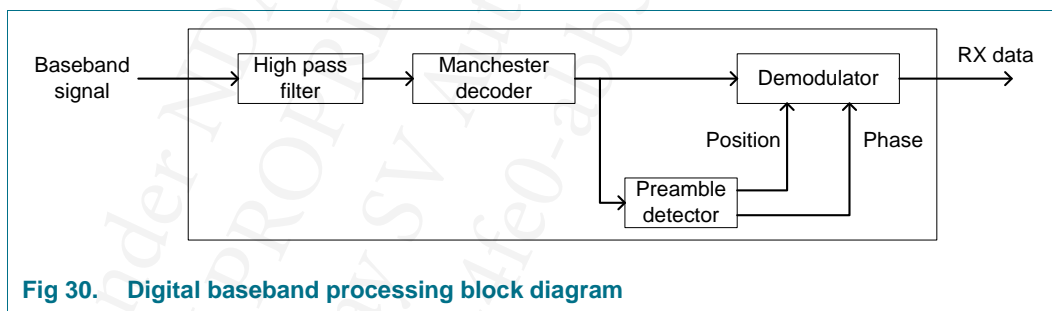 Baseband
signal
High pass
filter
Manchester
decoder
Demodulator
RX data
Position
Phase
Preamble
detector
Fig 30. Digital baseband processing block diagram